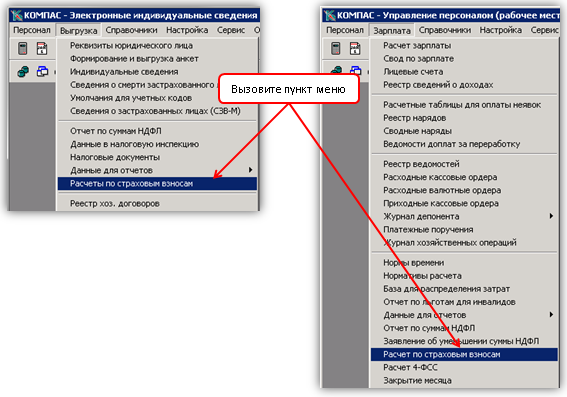 КОМПАС - Электронные индивидуальные сведения
Персонал Выгрузка Справочники Настройка Сервис О
Реквизиты юридического лица
Формирование и выгрузка анкет
Индивидуальные сведения
Сведения о смерти застрахованного
Умолчания для учетных кодов
Сведения о застрахованных лицах (СЗВ-М)
Отчет по суммам НДФЛ
Данные в налоговую инспекцию
Налоговые документы
Данные для отчетов
Расчеты по страховым взносам
Реестр хоз. договоров
Вызовите пункт меню
КОМПАС - Управление персоналом (рабочее мест
Персонал Зарплата Справочники Настройка Сервис
Расчет зарплаты
Свод по зарплате
Лицевые счета
Реестр сведений о доходах
Расчетные таблицы для оплаты неявок
Реестр нарядов
Сводные наряды
Ведомости доплат за переработку
Реестр ведомостей
Расходные кассовые ордера
Расходные валютные ордера
Приходные кассовые ордера
Журнал депонента
Платежные поручения
Журнал хозяйственных операций
Нормы времени
Нормативы расчета
База для распределения затрат
Отчет по льготам для инвалидов
Данные для отчетов
Отчет по суммам НДФЛ
Заявление об уменьшении суммы НДФЛ
Расчет по страховым взносам
Расчет 4-ФСС
Закрытие месяца